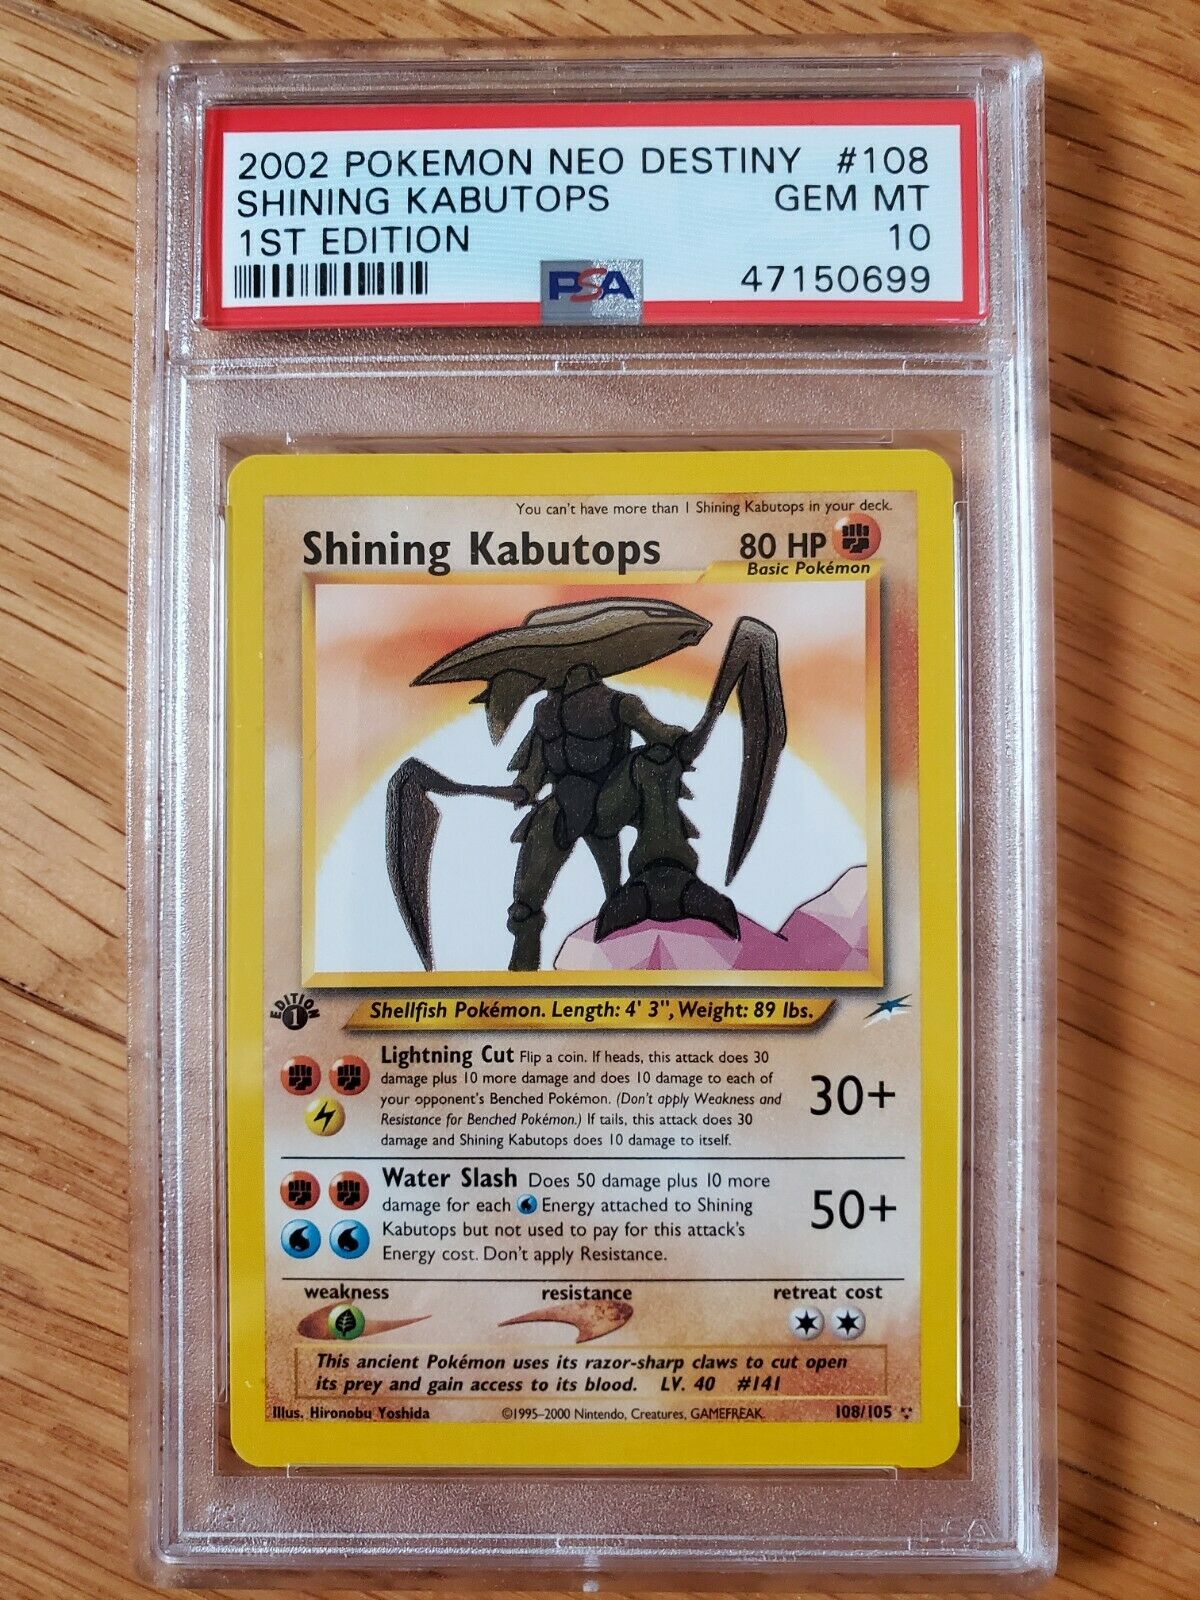 2002 POKEMON NEO DESTINY #108
SHINING KABUTOPS GEM MT
1ST EDITION 10
PSA 47150699
You can't have more than 1 Shining Kabutops in your deck.
Shining Kabutops 80 HP
Basic Pokémon
EDITION
1
Shellfish Pokémon. Length: 4' 3", Weight: 89 lbs.
Lightning Cut Flip a coin. If heads, this attack does 30
damage plus 10 more damage and does 10 damage to each of
your opponent's Benched Pokémon. (Don't apply Weakness and
Resistance for Benched Pokémon.) If tails, this attack does 30
damage and Shining Kabutops does 10 damage to itself.
30+
Water Slash Does 50 damage plus 10 more
damage for each Energy attached to Shining
Kabutops but not used to pay for this attack's
Energy cost. Don't apply Resistance.
50+
weakness resistance retreat cost
This ancient Pokémon uses its razor-sharp claws to cut open
its prey and gain access to its blood. LV. 40 #141
Illus. Hironobu Yoshida ©1995–2000 Nintendo, Creatures, GAMEFREAK. 108/105